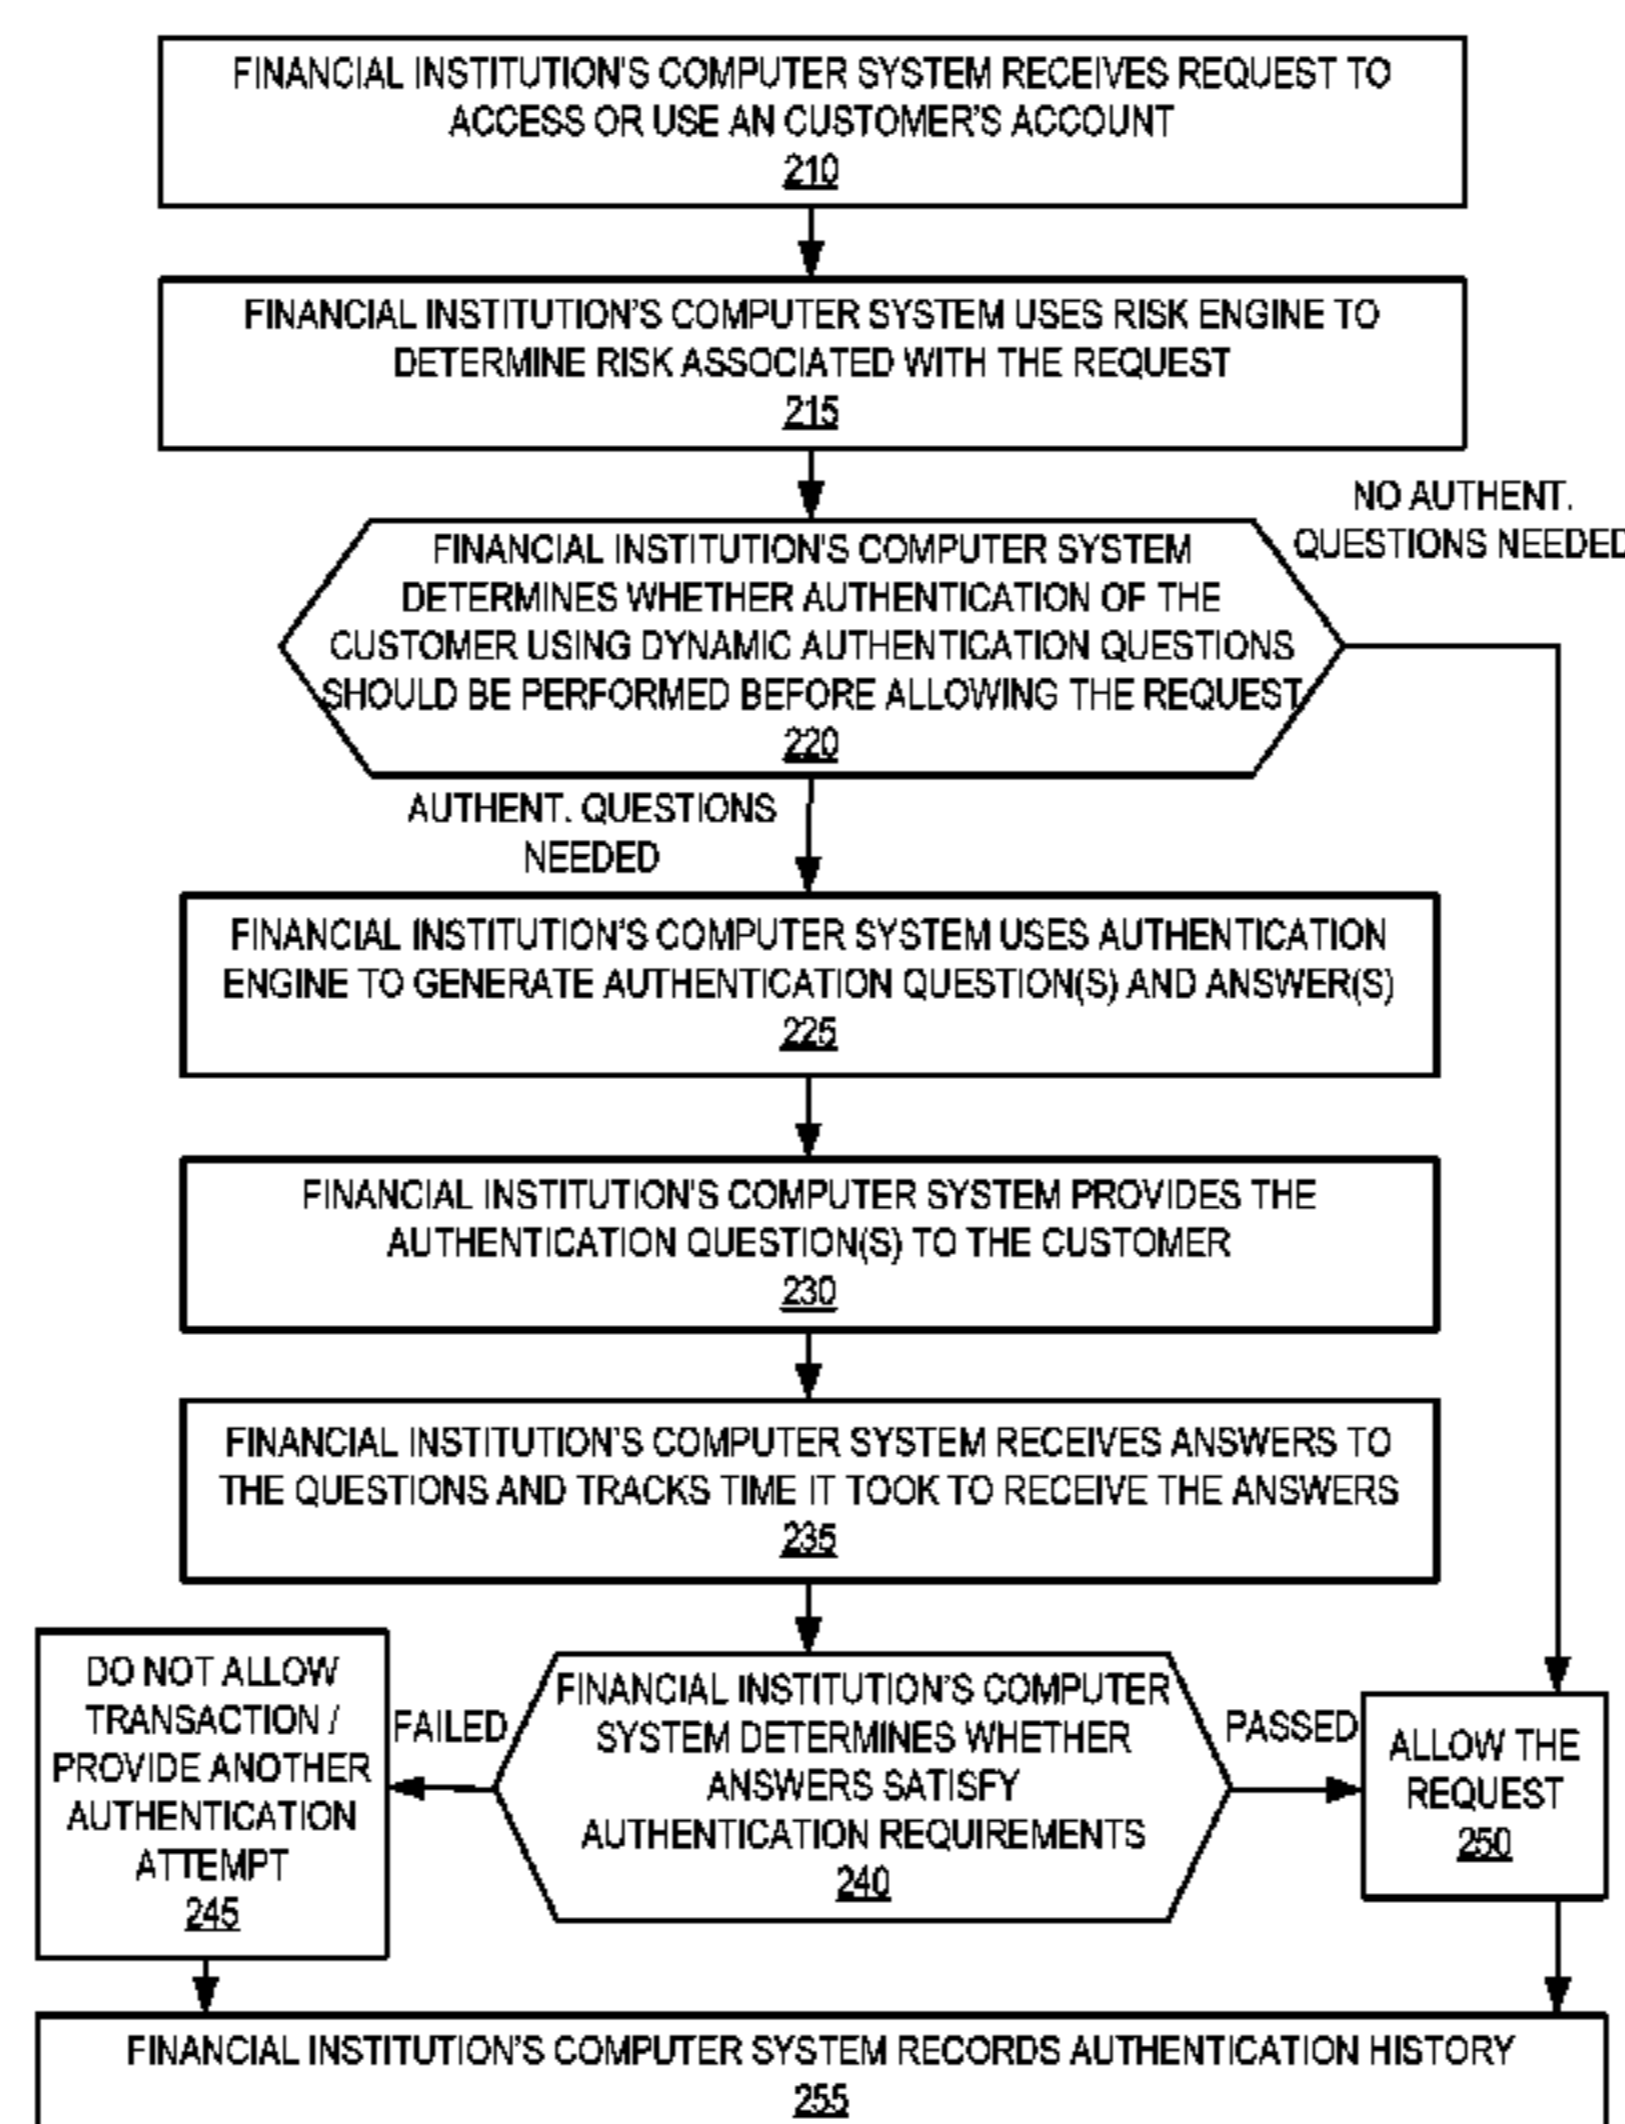 FINANCIAL INSTITUTION'S COMPUTER SYSTEM RECEIVES REQUEST TO
ACCESS OR USE AN CUSTOMER'S ACCOUNT
210
FINANCIAL INSTITUTION'S COMPUTER SYSTEM USES RISK ENGINE TO
DETERMINE RISK ASSOCIATED WITH THE REQUEST
215
NO AUTHENT.
QUESTIONS NEEDED
FINANCIAL INSTITUTION'S COMPUTER SYSTEM
DETERMINES WHETHER AUTHENTICATION OF THE
CUSTOMER USING DYNAMIC AUTHENTICATION QUESTIONS
SHOULD BE PERFORMED BEFORE ALLOWING THE REQUEST
220
AUTHENT. QUESTIONS
NEEDED
FINANCIAL INSTITUTION'S COMPUTER SYSTEM USES AUTHENTICATION
ENGINE TO GENERATE AUTHENTICATION QUESTION(S) AND ANSWER(S)
225
FINANCIAL INSTITUTION'S COMPUTER SYSTEM PROVIDES THE
AUTHENTICATION QUESTION(S) TO THE CUSTOMER
230
FINANCIAL INSTITUTION'S COMPUTER SYSTEM RECEIVES ANSWERS TO
THE QUESTIONS AND TRACKS TIME IT TOOK TO RECEIVE THE ANSWERS
235
DO NOT ALLOW
TRANSACTION /
PROVIDE ANOTHER
AUTHENTICATION
ATTEMPT
245
FAILED
FINANCIAL INSTITUTION'S COMPUTER
SYSTEM DETERMINES WHETHER
ANSWERS SATISFY
AUTHENTICATION REQUIREMENTS
240
PASSED
ALLOW THE
REQUEST
250
FINANCIAL INSTITUTION'S COMPUTER SYSTEM RECORDS AUTHENTICATION HISTORY
255